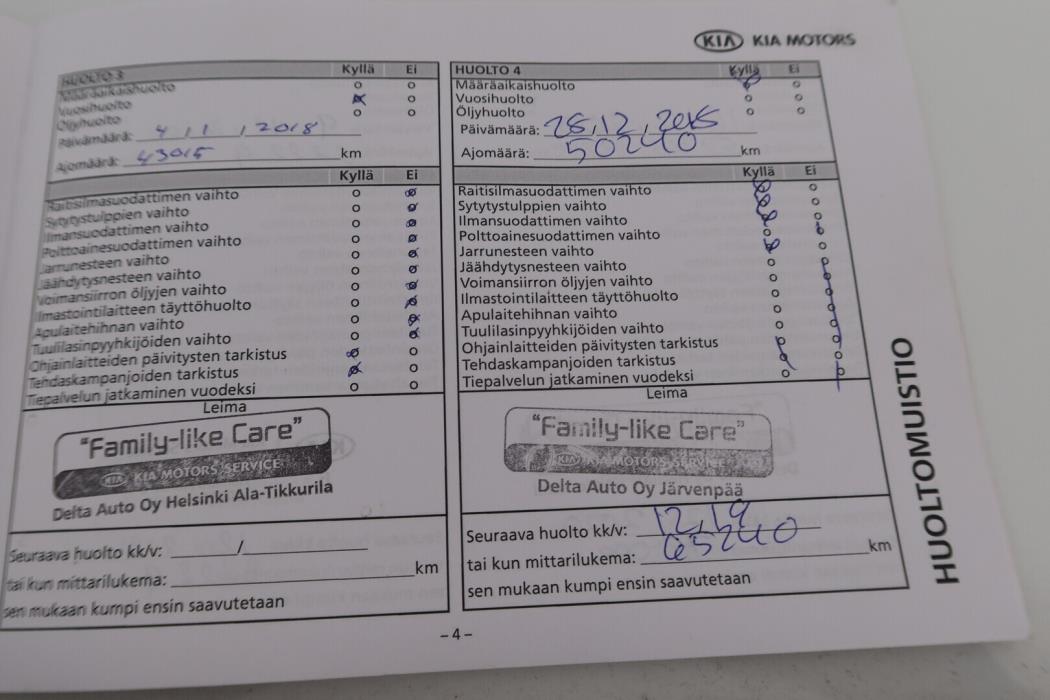 KIA KIA MOTORS
HUOLTO 3 Kyllä Ei
Määräaikaishuolto
Vuosihuolto
Öljyhuolto
Päivämäärä: 4 / 1 / 2018
Ajomäärä: 43015 km
Kyllä Ei
Raitisilmasuodattimen vaihto
Sytytystulppien vaihto
Ilmansuodattimen vaihto
Polttoainesuodattimen vaihto
Jarrunesteen vaihto
Jäähdytysnesteen vaihto
Voimansiirron öljyjen vaihto
Ilmastointilaitteen täyttöhuolto
Apulaitehihnan vaihto
Tuulilasinpyyhkijöiden vaihto
Ohjainlaitteiden päivitysten tarkistus
Tehdaskampanjoiden tarkistus
Tiepalvelun jatkaminen vuodeksi
Leima
"Family-like Care"
KIA KIA MOTORS SERVICE
Delta Auto Oy Helsinki Ala-Tikkurila
Seuraava huolto kk/v: /
tai kun mittarilukema: km
sen mukaan kumpi ensin saavutetaan
HUOLTO 4 Kyllä Ei
Määräaikaishuolto
Vuosihuolto
Öljyhuolto
Päivämäärä: 28.12.2018
Ajomäärä: 50240 km
Kyllä Ei
Raitisilmasuodattimen vaihto
Sytytystulppien vaihto
Ilmansuodattimen vaihto
Polttoainesuodattimen vaihto
Jarrunesteen vaihto
Jäähdytysnesteen vaihto
Voimansiirron öljyjen vaihto
Ilmastointilaitteen täyttöhuolto
Apulaitehihnan vaihto
Tuulilasinpyyhkijöiden vaihto
Ohjainlaitteiden päivitysten tarkistus
Tehdaskampanjoiden tarkistus
Tiepalvelun jatkaminen vuodeksi
Leima
"Family-like Care"
KIA KIA MOTORS SERVICE
Delta Auto Oy Järvenpää
Seuraava huolto kk/v: 12.19
tai kun mittarilukema: 65240 km
sen mukaan kumpi ensin saavutetaan
HUOLTOMUISTIO
- 4 -